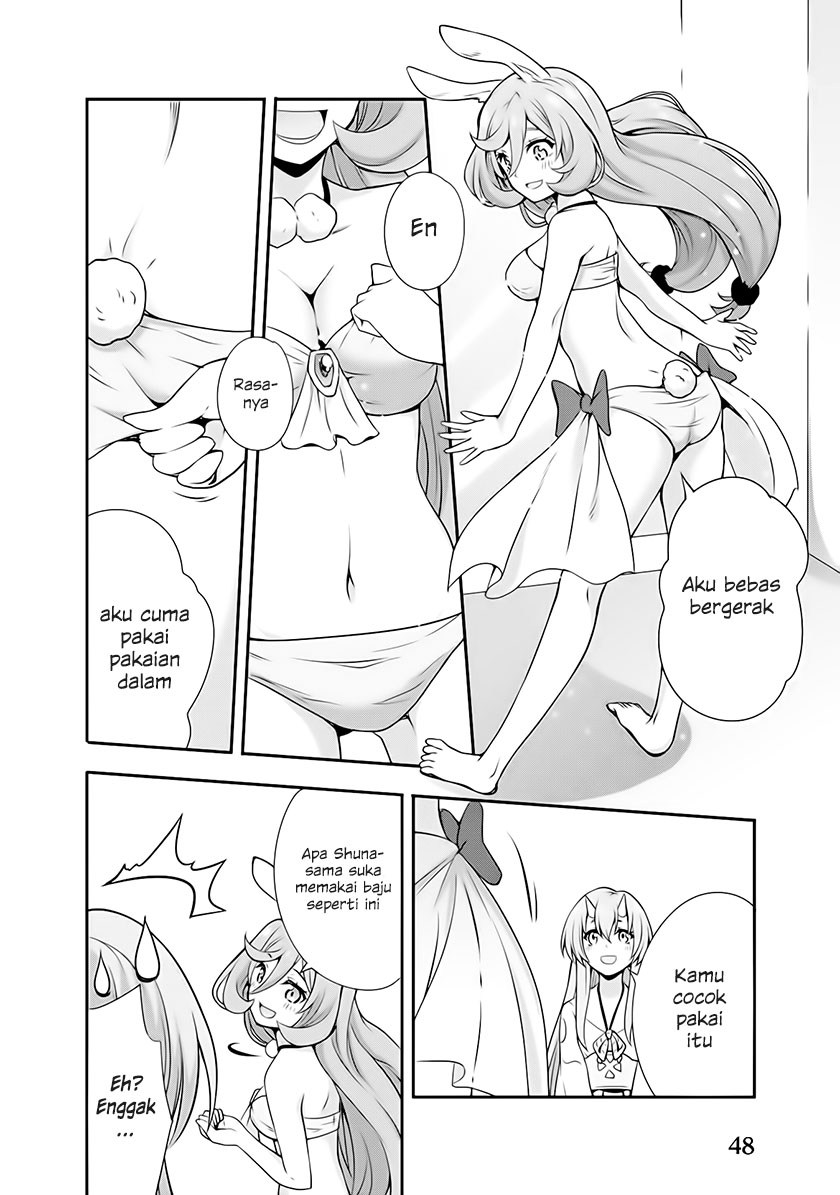 Aku bebas
bergerak
En
Rasa-
nya
aku cuma
pakai
pakaian
dalam
Kamu
cocok
pakai
itu
Apa Shuna-
sama suka
memakai baju
seperti ini
Eh?
Enggak
...
48